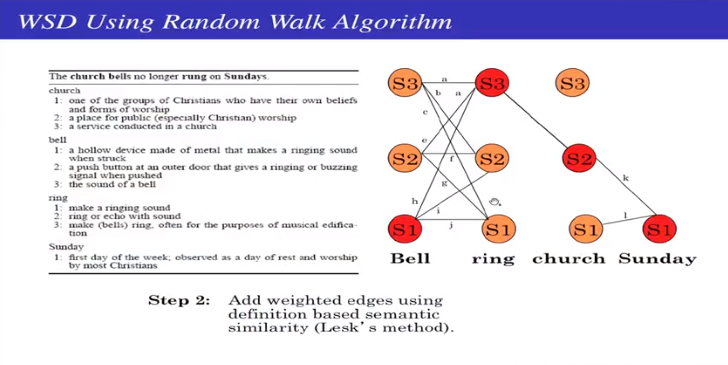 WSD Using Random Walk Algorithm
The church bells no longer rung on Sundays.
church
1: one of the groups of Christians who have their own beliefs
and forms of worship
2: a place for public (especially Christian) worship
3: a service conducted in a church
bell
1: a hollow device made of metal that makes a ringing sound
when struck
2: a push button at an outer door that gives a ringing or buzzing
signal when pushed
3: the sound of a bell
ring
1: make a ringing sound
2: ring or echo with sound
3: make (bells) ring, often for the purposes of musical edifica-
tion
Sunday
1: first day of the week; observed as a day of rest and worship
by most Christians
S3 a S3 S3
b a
c
e
S2 f S2 S2
g k
h i
S1 j S1 S1 l S1
Bell ring church Sunday
Step 2: Add weighted edges using
definition based semantic
similarity (Lesk's method).